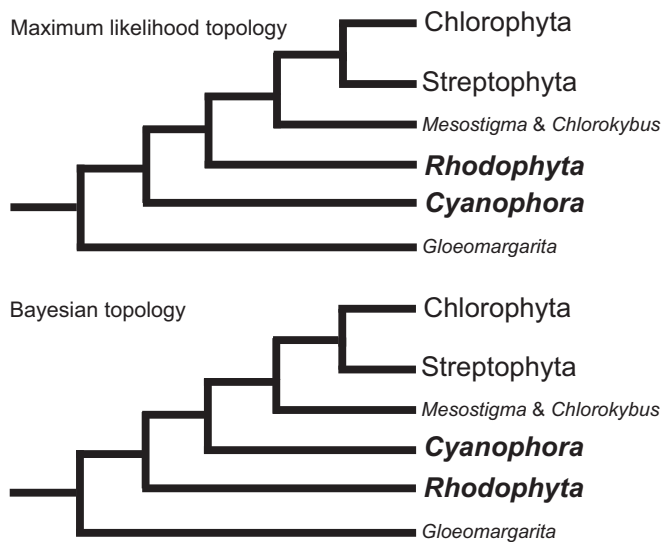 Maximum likelihood topology
Chlorophyta
Streptophyta
Mesostigma & Chlorokybus
Rhodophyta
Cyanophora
Gloeomargarita
Bayesian topology
Chlorophyta
Streptophyta
Mesostigma & Chlorokybus
Cyanophora
Rhodophyta
Gloeomargarita